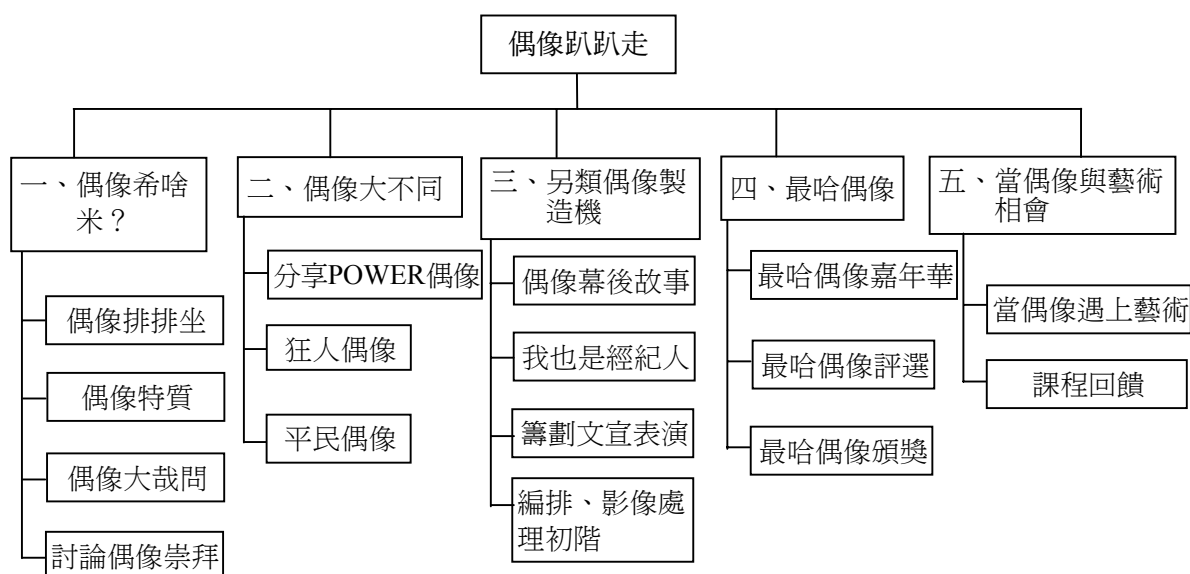 偶像趴趴走
一、偶像希啥
米？
偶像排排坐
偶像特質
偶像大哉問
討論偶像崇拜
二、偶像大不同
分享POWER偶像
狂人偶像
平民偶像
三、另類偶像製
造機
偶像幕後故事
我也是經紀人
籌劃文宣表演
編排、影像處
理初階
四、最哈偶像
最哈偶像嘉年華
最哈偶像評選
最哈偶像頒獎
五、當偶像與藝術
相會
當偶像遇上藝術
課程回饋